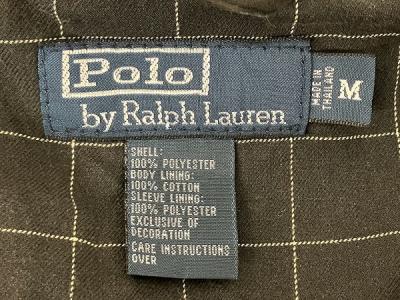 Polo
by Ralph Lauren
MADE IN
THAILAND
M
SHELL:
100% POLYESTER
BODY LINING:
100% COTTON
SLEEVE LINING:
100% POLYESTER
EXCLUSIVE OF
DECORATION
CARE INSTRUCTIONS
OVER